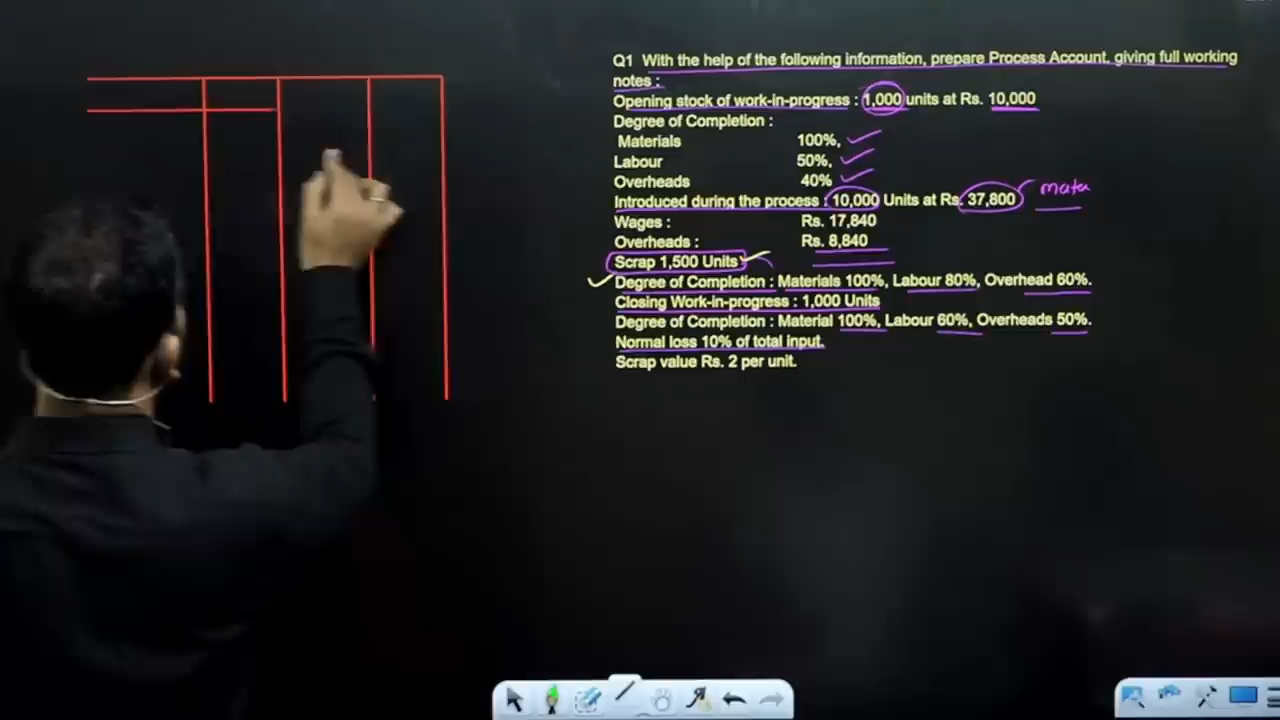 Q1 With the help of the following information, prepare Process Account, giving full working
notes :
Opening stock of work-in-progress : 1,000 units at Rs. 10,000
Degree of Completion :
Materials 100%,
Labour 50%,
Overheads 40%
Introduced during the process : 10,000 Units at Rs. 37,800 mate
Wages : Rs. 17,840
Overheads : Rs. 8,840
Scrap 1,500 Units
Degree of Completion : Materials 100%, Labour 80%, Overhead 60%.
Closing Work-in-progress : 1,000 Units
Degree of Completion : Material 100%, Labour 60%, Overheads 50%.
Normal loss 10% of total input.
Scrap value Rs. 2 per unit.